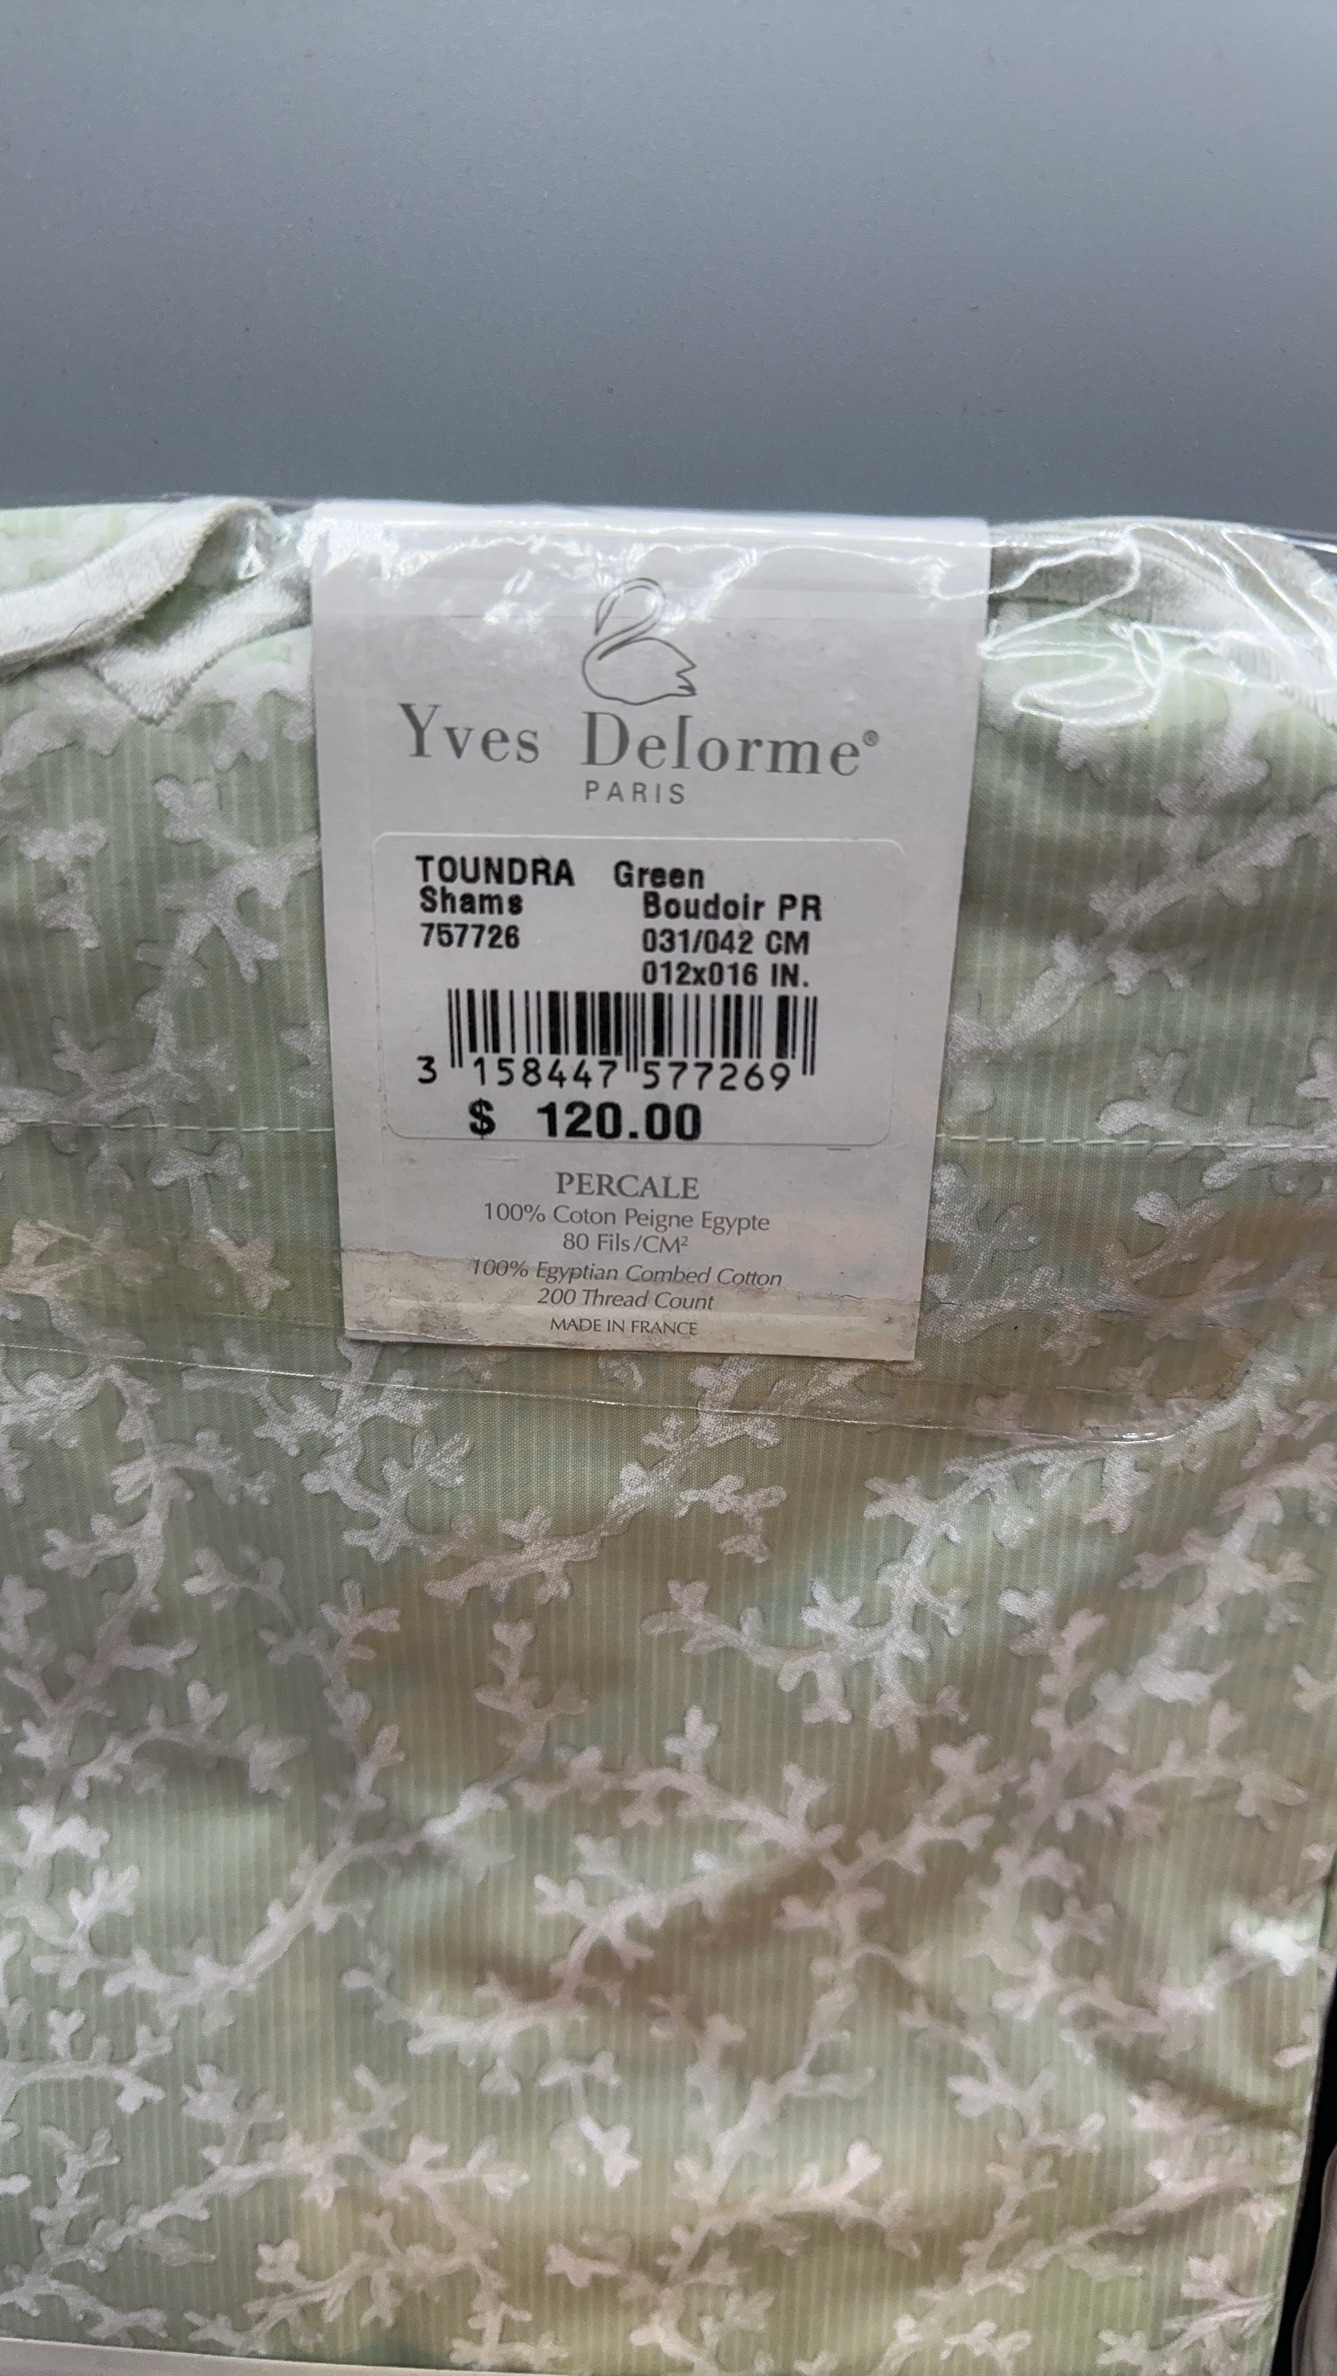 Yves Delorme®
PARIS
TOUNDRA Green
Shams Boudoir PR
757726 031/042 CM
012x016 IN.
3 158447 577269
$ 120.00
PERCALE
100% Coton Peigne Egypte
80 Fils/CM²
100% Egyptian Combed Cotton
200 Thread Count
MADE IN FRANCE